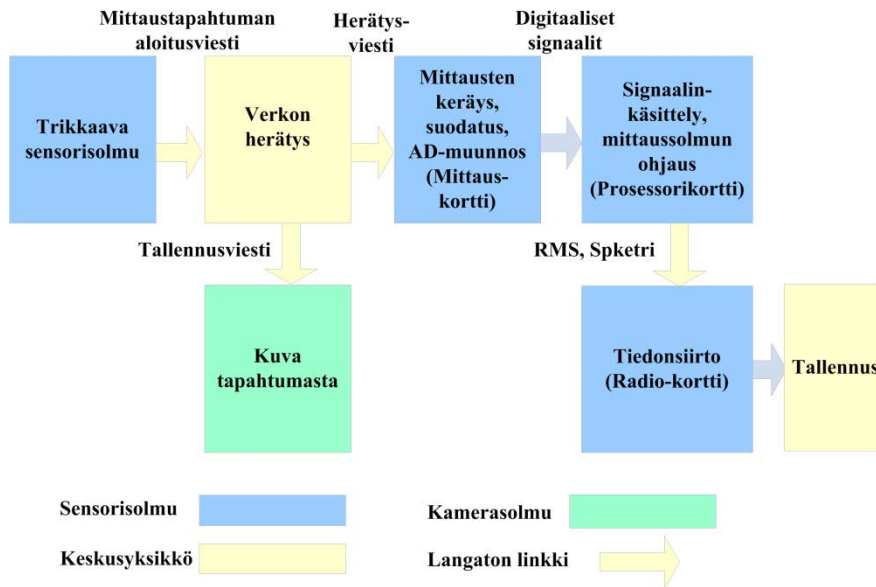 Mittaustapahtuman
aloitusviesti
Herätys-
viesti
Digitaaliset
signaalit
Trikkaava
sensorisolmu
Verkon
herätys
Mittausten
keräys,
suodatus,
AD-muunnos
(Mittaus-
kortti)
Signaalin-
käsittely,
mittaussolmun
ohjaus
(Prosessorikortti)
Tallennusviesti
RMS, Spketri
Kuva
tapahtumasta
Tiedonsiirto
(Radio-kortti)
Tallennus
Sensorisolmu
Kamerasolmu
Keskusyksikkö
Langaton linkki